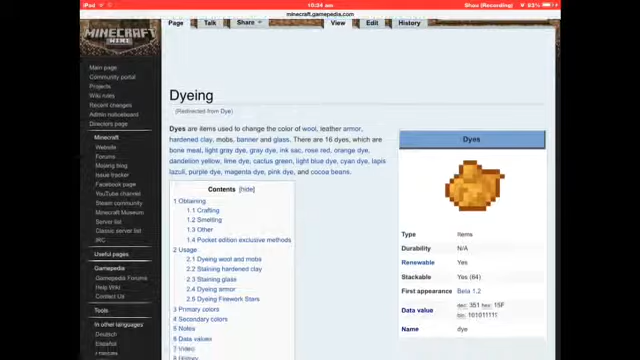 iPad
10:34 am
Shax (Recording)
93%
minecraft.gamepedia.com
Page
Talk
Share
View
Edit
History
Watch
MINECRAFT
WIKI
Main page
Community portal
Projects
Wiki rules
Recent changes
Admin noticeboard
Directors page
Minecraft
Website
Forums
Mojang blog
Issue tracker
Facebook page
YouTube channel
Steam community
Minecraft Museum
Server list
Classic server list
IRC
Useful pages
Gamepedia
Gamepedia Forums
Help Wiki
Contact Us
Tools
In other languages
Deutsch
Español
Français
Dyeing
(Redirected from Dye)
Dyes are items used to change the color of wool, leather armor,
hardened clay, mobs, banner and glass. There are 16 dyes, which are
bone meal, light gray dye, gray dye, ink sac, rose red, orange dye,
dandelion yellow, lime dye, cactus green, light blue dye, cyan dye, lapis
lazuli, purple dye, magenta dye, pink dye, and cocoa beans.
Contents [hide]
1 Obtaining
1.1 Crafting
1.2 Smelting
1.3 Other
1.4 Pocket edition exclusive methods
2 Usage
2.1 Dyeing wool and mobs
2.2 Staining hardened clay
2.3 Staining glass
2.4 Dyeing armor
2.5 Dyeing Firework Stars
3 Primary colors
4 Secondary colors
5 Notes
6 Data values
7 Video
8 History
Dyes
Type Items
Durability N/A
Renewable Yes
Stackable Yes (64)
First appearance Beta 1.2
Data value dec: 351 hex: 15F
bin: 101011111
Name dye